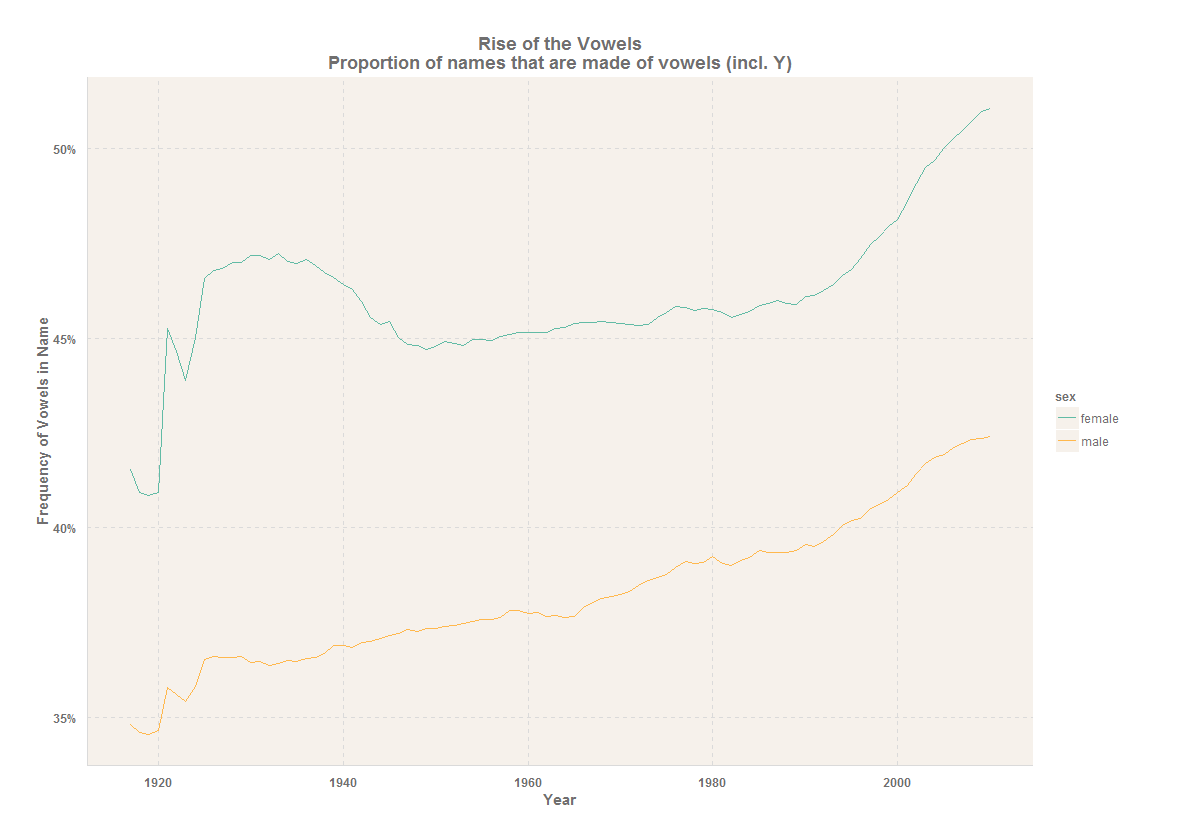 Rise of the Vowels
Proportion of names that are made of vowels (incl. Y)
Frequency of Vowels in Name
50%
45%
40%
35%
1920 1940 1960 1980 2000
Year
sex
female
male